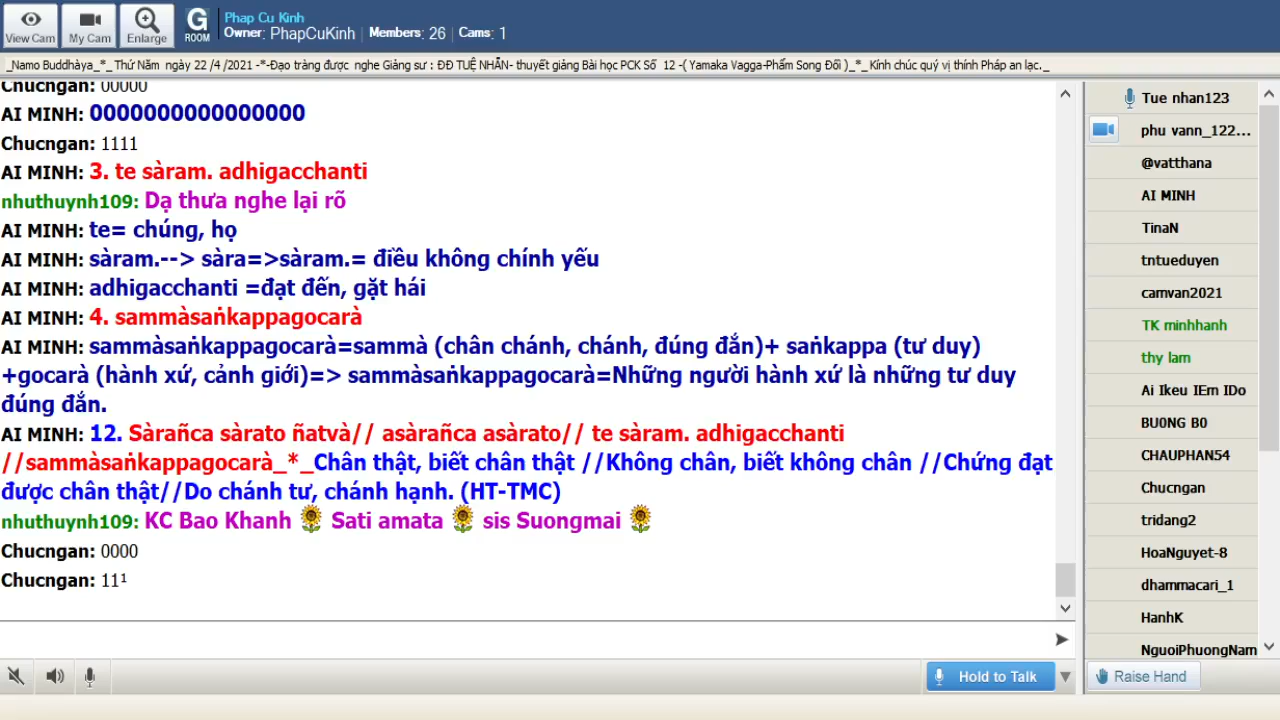 View Cam
My Cam
Enlarge
G
ROOM
Phap Cu Kinh
Owner: PhapCuKinh | Members: 26 | Cams: 1
_Namo Buddhàya_*_ Thứ Năm ngày 22 /4 /2021 -*-Đạo tràng được nghe Giảng sư : ĐĐ TUỆ NHẪN- thuyết giảng Bài học PCK Số 12 -( Yamaka Vagga-Phẩm Song Đối )_*_ Kính chúc quý vị thính Pháp an lạc._
Chucngan: 00000
AI MINH: 0000000000000000
Chucngan: 1111
AI MINH: 3. te sàram. adhigacchanti
nhuthuynh109: Dạ thưa nghe lại rõ
AI MINH: te= chúng, họ
AI MINH: sàram.--> sàra=>sàram.= điều không chính yếu
AI MINH: adhigacchanti =đạt đến, gặt hái
AI MINH: 4. sammàsaṅkappagocarà
AI MINH: sammàsaṅkappagocarà=sammà (chân chánh, chánh, đúng đắn)+ saṅkappa (tư duy)
+gocarà (hành xứ, cảnh giới)=> sammàsaṅkappagocarà=Những người hành xứ là những tư duy
đúng đắn.
AI MINH: 12. Sàrañca sàrato ñatvà// asàrañca asàrato// te sàram. adhigacchanti
//sammàsaṅkappagocarà_*_Chân thật, biết chân thật //Không chân, biết không chân //Chứng đạt
được chân thật//Do chánh tư, chánh hạnh. (HT-TMC)
nhuthuynh109: KC Bao Khanh 🌻 Sati amata 🌻 sis Suongmai 🌻
Chucngan: 0000
Chucngan: 11¹
Hold to Talk
Tue nhan123
phu vann_122...
@vatthana
AI MINH
TinaN
tntueduyen
camvan2021
TK minhhanh
thy lam
Ai Ikeu IEm IDo
BU0NG B0
CHAUPHAN54
Chucngan
tridang2
HoaNguyet-8
dhammacari_1
HanhK
NguoiPhuongNam
Raise Hand